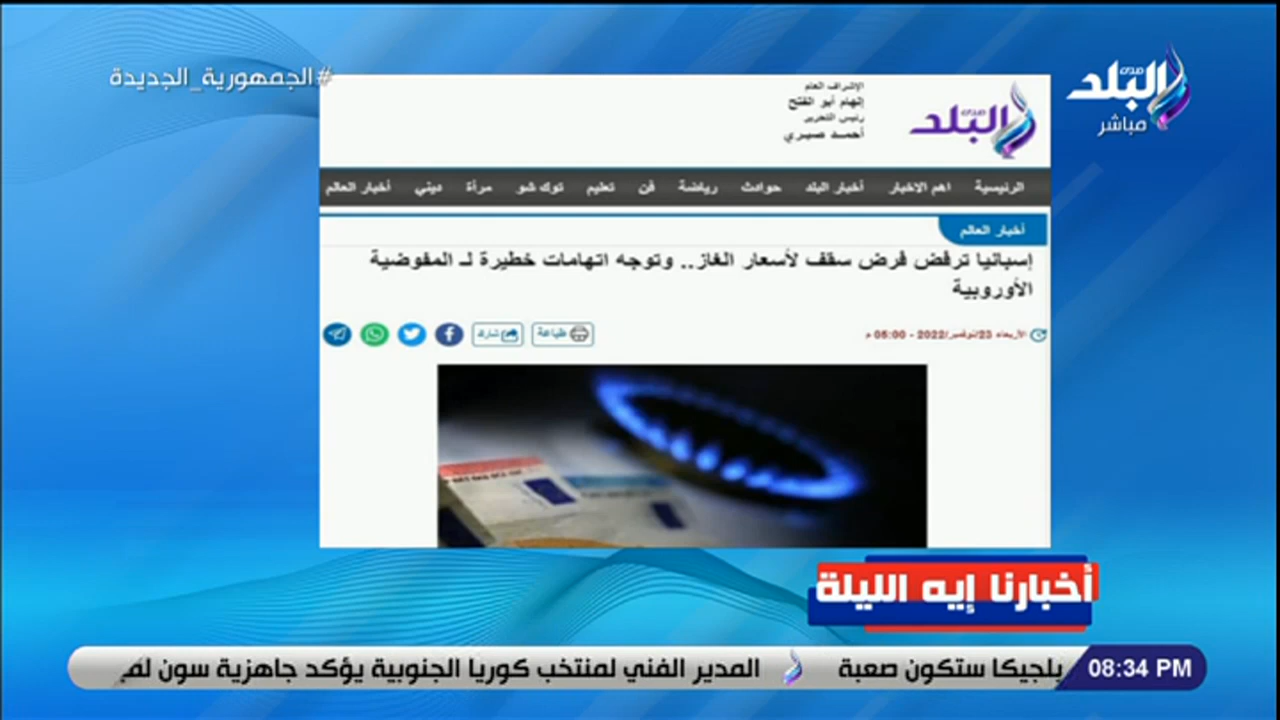 #الجمهورية_الجديدة
صدى البلد
مباشر
الإشراف العام
إلهام أبو الفتح
رئيس التحرير
أحمــد صبـري
صدى البلد
الرئيسية اهم الاخبار أخبار البلد حوادث رياضة فن تعليم توك شو مرأة ديني أخبار العالم
أخبار العالم
إسبانيا ترفض فرض سقف لأسعار الغاز.. وتوجه اتهامات خطيرة لـ المفوضية
الأوروبية
الأربعاء 23/نوفمبر/2022 - 05:00 م
طباعة شارك
أخبارنا إيه الليلة
08:34 PM
بلجيكا ستكون صعبة المدير الفني لمنتخب كوريا الجنوبية يؤكد جاهزية سون